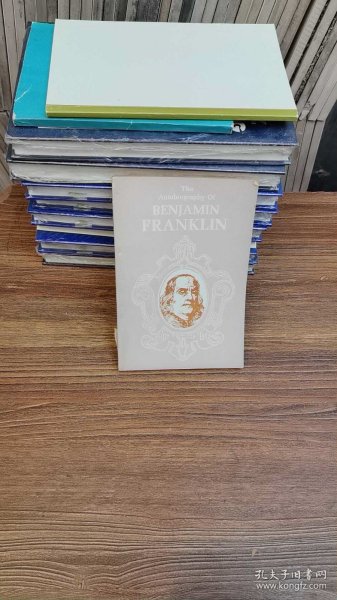 The
Autobiography Of
BENJAMIN
FRANKLIN
孔夫子旧书网
www.kongfz.com